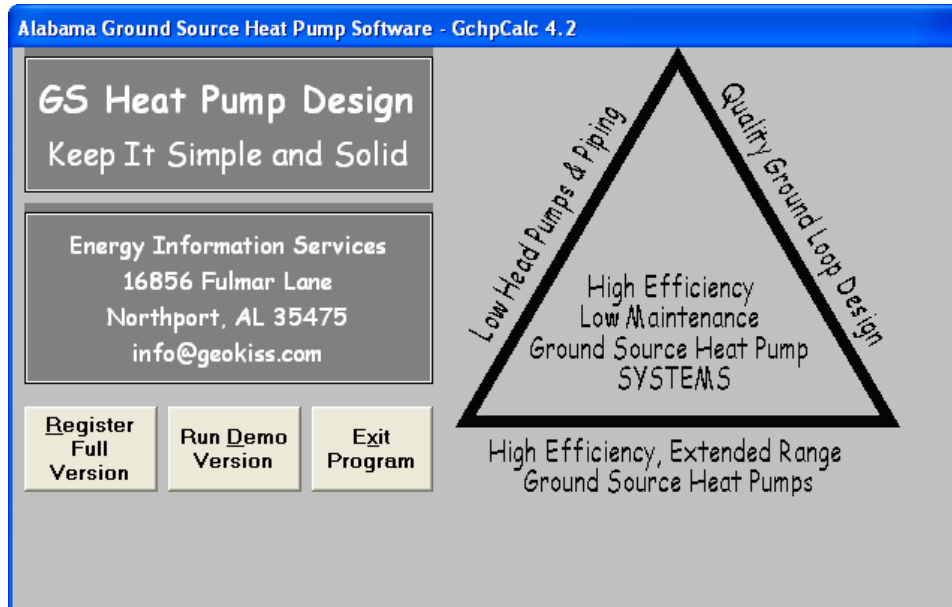 Alabama Ground Source Heat Pump Software - GchpCalc 4.2
GS Heat Pump Design
Keep It Simple and Solid
Energy Information Services
16856 Fulmar Lane
Northport, AL 35475
info@geokiss.com
Register
Full
Version
Run Demo
Version
Exit
Program
Low Head Pumps & Piping
Quality Ground Loop Design
High Efficiency
Low Maintenance
Ground Source Heat Pump
SYSTEMS
High Efficiency, Extended Range
Ground Source Heat Pumps